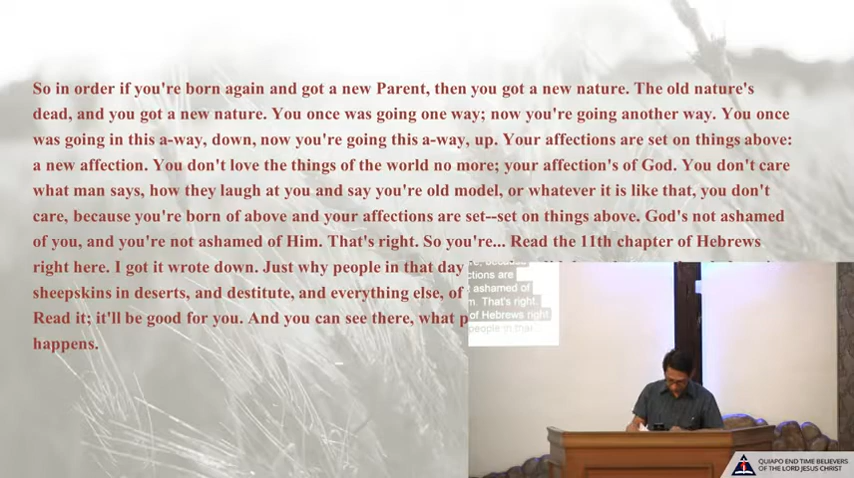 So in order if you're born again and got a new Parent, then you got a new nature. The old nature's
dead, and you got a new nature. You once was going one way; now you're going another way. You once
was going in this a-way, down, now you're going this a-way, up. Your affections are set on things above:
a new affection. You don't love the things of the world no more; your affection's of God. You don't care
what man says, how they laugh at you and say you're old model, or whatever it is like that, you don't
care, because you're born of above and your affections are set--set on things above. God's not ashamed
of you, and you're not ashamed of Him. That's right. So you're... Read the 11th chapter of Hebrews
right here. I got it wrote down. Just why people in that day
sheepskins in deserts, and destitute, and everything else, of
Read it; it'll be good for you. And you can see there, what
happens.
ctions are
ashamed of
m. That's right.
of Hebrews right
people in that
QUIAPO END TIME BELIEVERS
OF THE LORD JESUS CHRIST